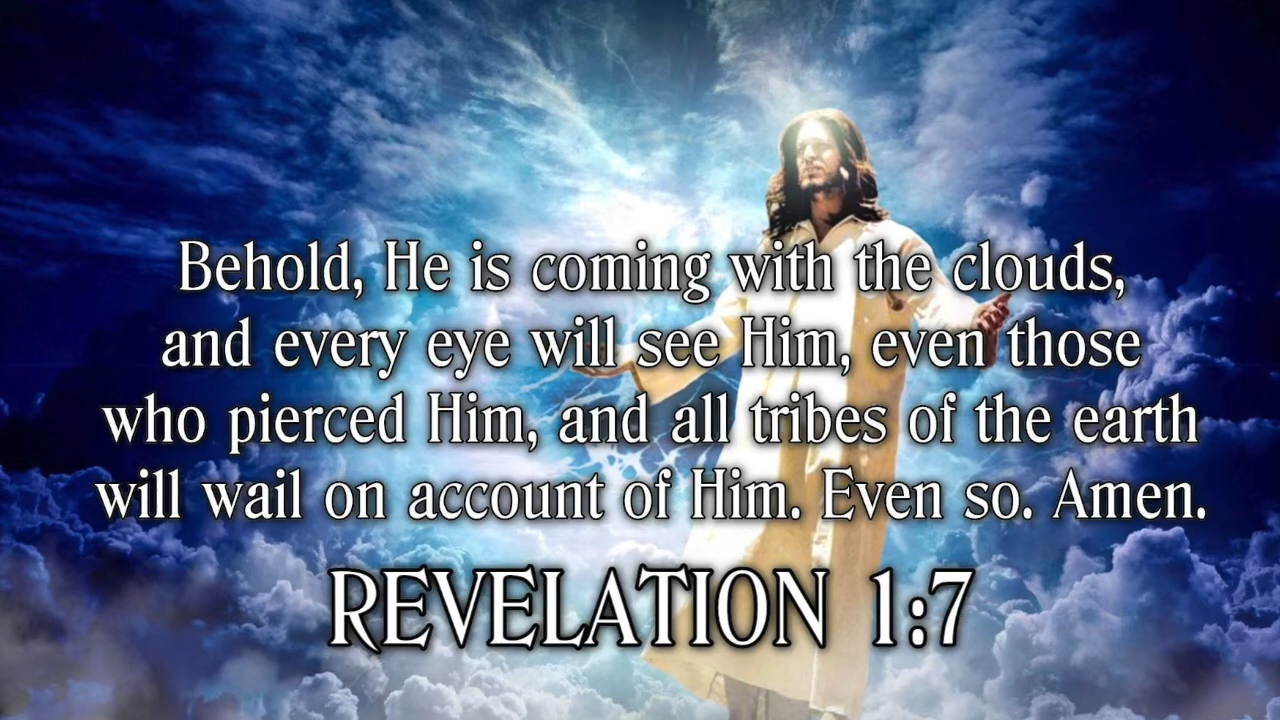 Behold, He is coming with the clouds,
and every eye will see Him, even those
who pierced Him, and all tribes of the earth
will wail on account of Him. Even so. Amen.
REVELATION 1:7